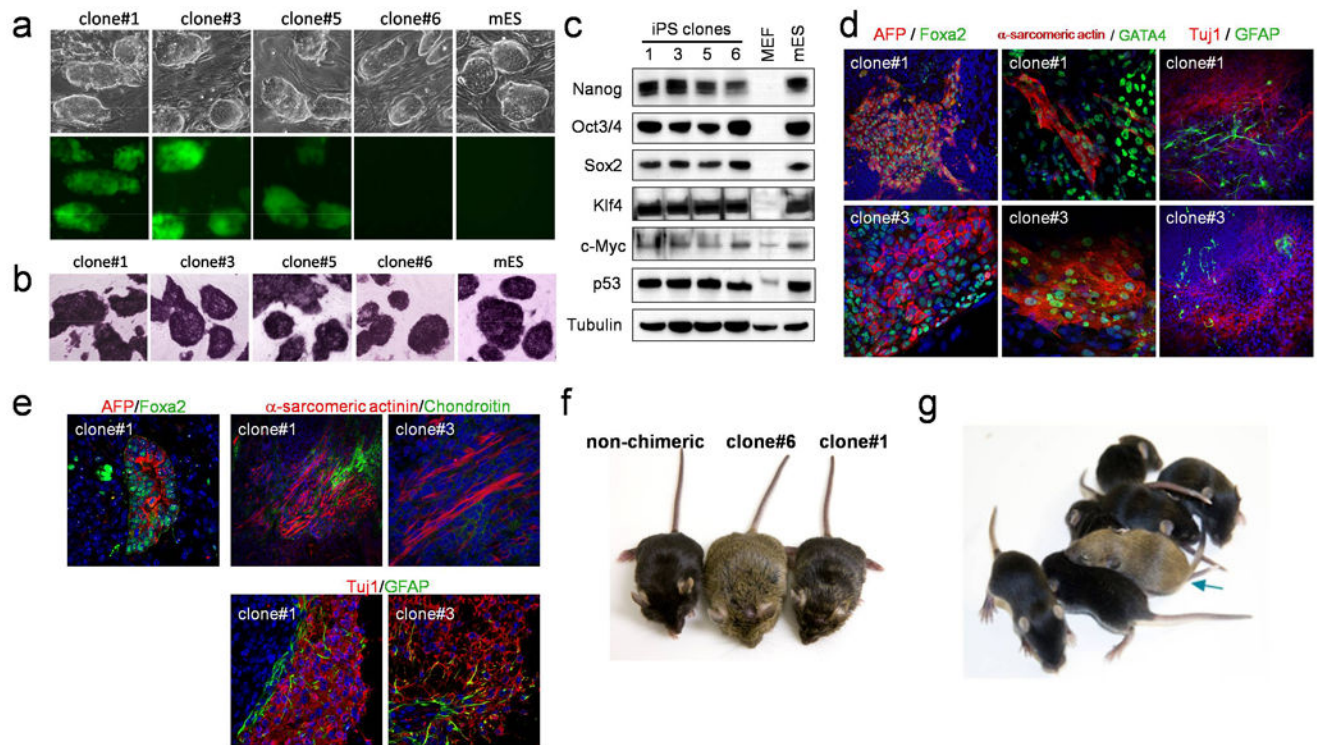 a
clone#1 clone#3 clone#5 clone#6 mES
b
clone#1 clone#3 clone#5 clone#6 mES
c
iPS clones
1 3 5 6 MEF mES
Nanog
Oct3/4
Sox2
Klf4
c-Myc
p53
Tubulin
d
AFP / Foxa2 α-sarcomeric actin / GATA4 Tuj1 / GFAP
clone#1 clone#1 clone#1
clone#3 clone#3 clone#3
e
AFP/Foxa2 α-sarcomeric actinin/Chondroitin
clone#1 clone#1 clone#3
Tuj1/GFAP
clone#1 clone#3
f
non-chimeric clone#6 clone#1
g